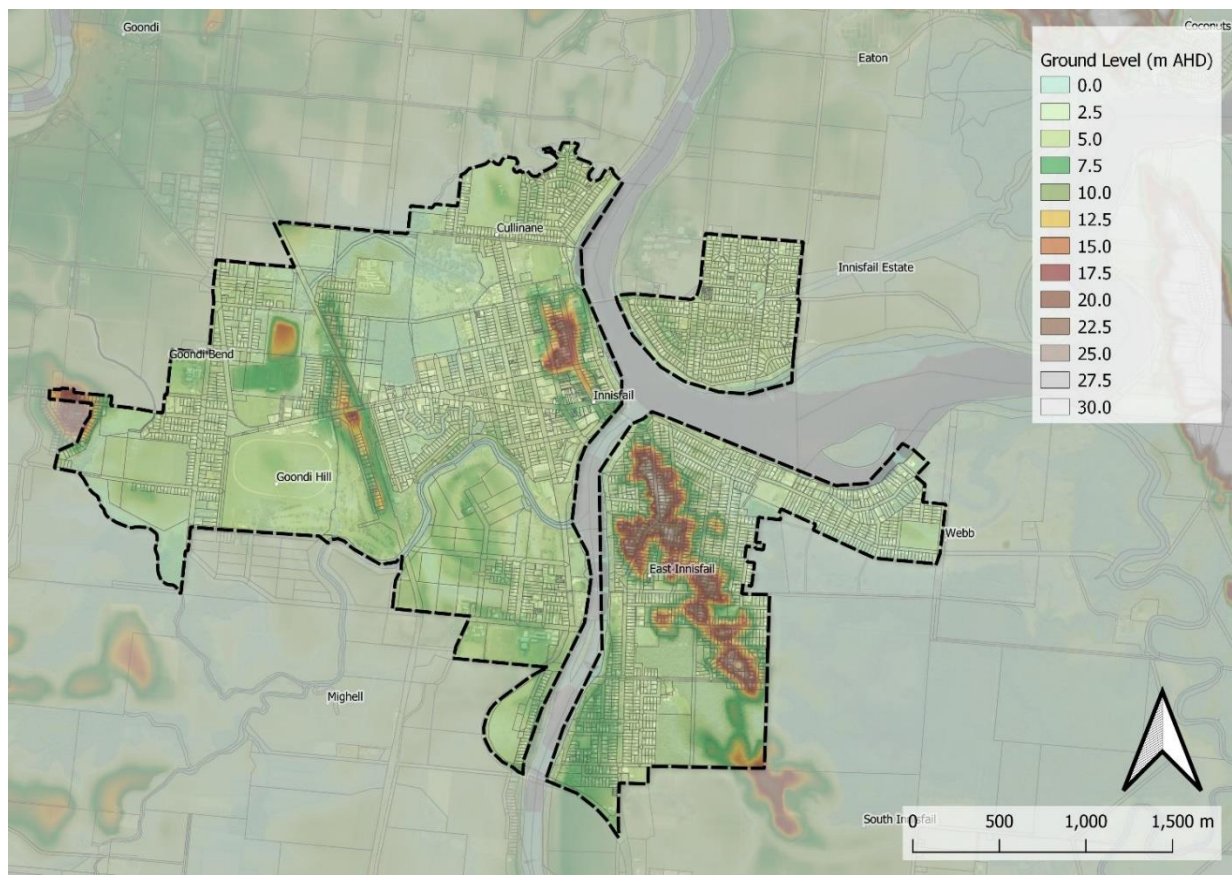 Goondi
Coconuts
Eaton
Ground Level (m AHD)
0.0
2.5
5.0
7.5
10.0
12.5
15.0
17.5
20.0
22.5
25.0
27.5
30.0
Cullinane
Innisfail Estate
Goondi Bend
Innisfail
Goondi Hill
Webb
East Innisfail
Mighell
South Innisfail
0 500 1,000 1,500 m